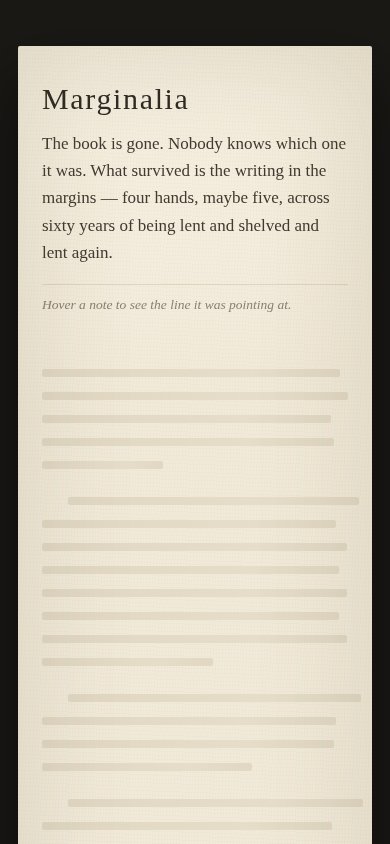 Marginalia
The book is gone. Nobody knows which one
it was. What survived is the writing in the
margins — four hands, maybe five, across
sixty years of being lent and shelved and
lent again.
Hover a note to see the line it was pointing at.